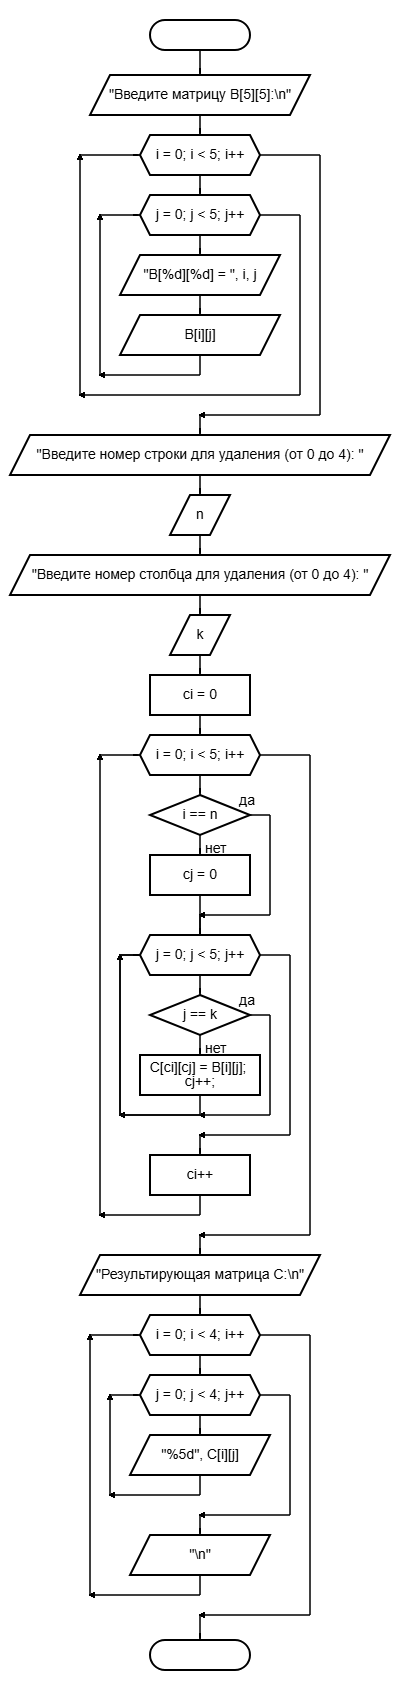 "Введите матрицу B[5][5]:\n"
i = 0; i < 5; i++
j = 0; j < 5; j++
"B[%d][%d] = ", i, j
B[i][j]
"Введите номер строки для удаления (от 0 до 4): "
n
"Введите номер столбца для удаления (от 0 до 4): "
k
ci = 0
i = 0; i < 5; i++
да
i == n
нет
cj = 0
j = 0; j < 5; j++
да
j == k
нет
C[ci][cj] = B[i][j];
cj++;
ci++
"Результирующая матрица C:\n"
i = 0; i < 4; i++
j = 0; j < 4; j++
"%5d", C[i][j]
"\n"